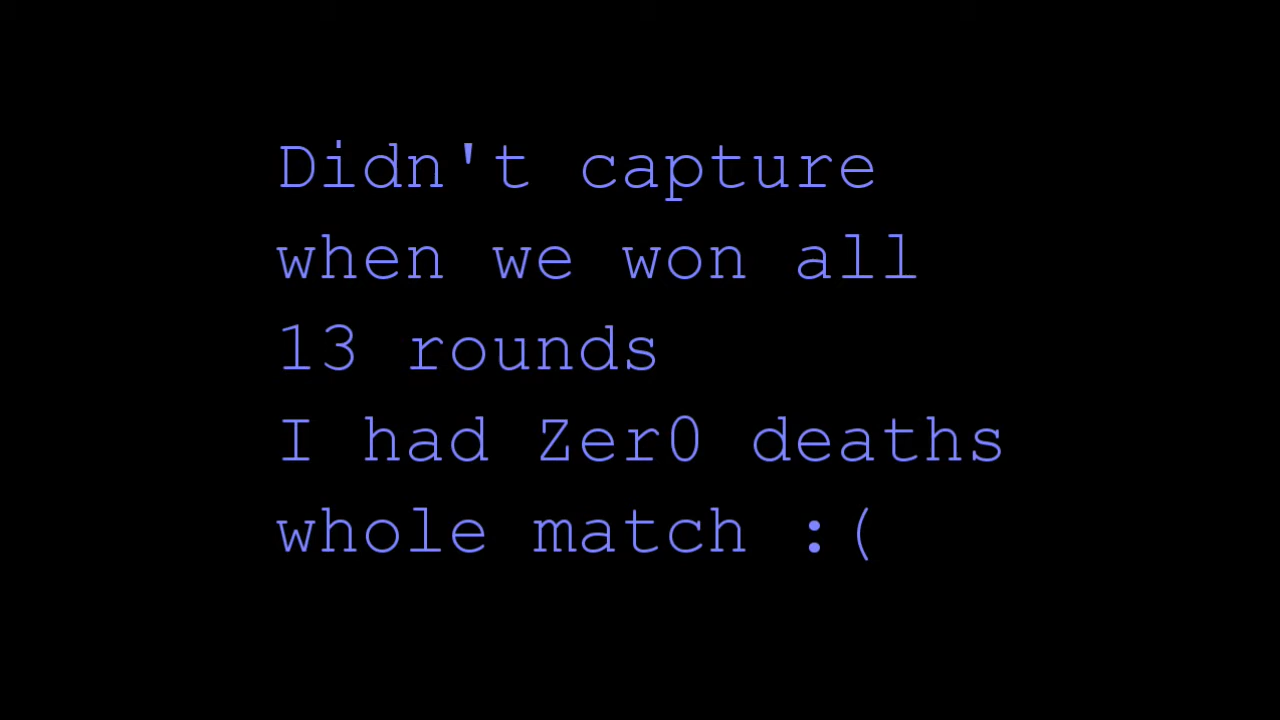 Didn't capture
when we won all
13 rounds
I had Zer0 deaths
whole match :(